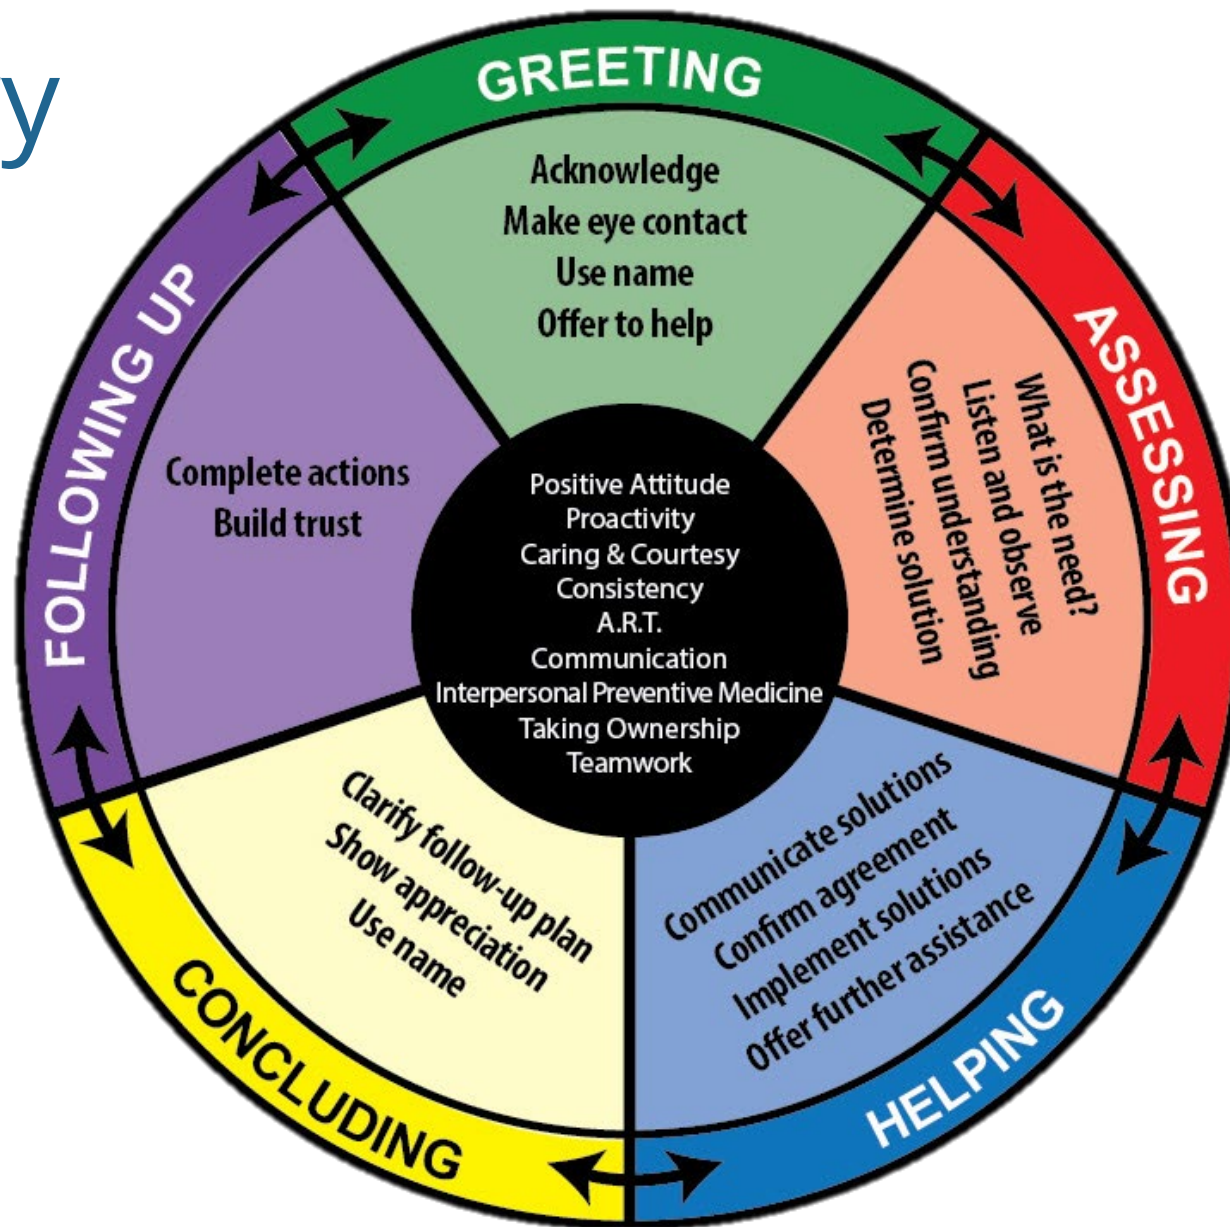 y
GREETING
Acknowledge
Make eye contact
Use name
Offer to help
ASSESSING
What is the need?
Listen and observe
Confirm understanding
Determine solution
HELPING
Communicate solutions
Confirm agreement
Implement solutions
Offer further assistance
CONCLUDING
Clarify follow-up plan
Show appreciation
Use name
FOLLOWING UP
Complete actions
Build trust
Positive Attitude
Proactivity
Caring & Courtesy
Consistency
A.R.T.
Communication
Interpersonal Preventive Medicine
Taking Ownership
Teamwork